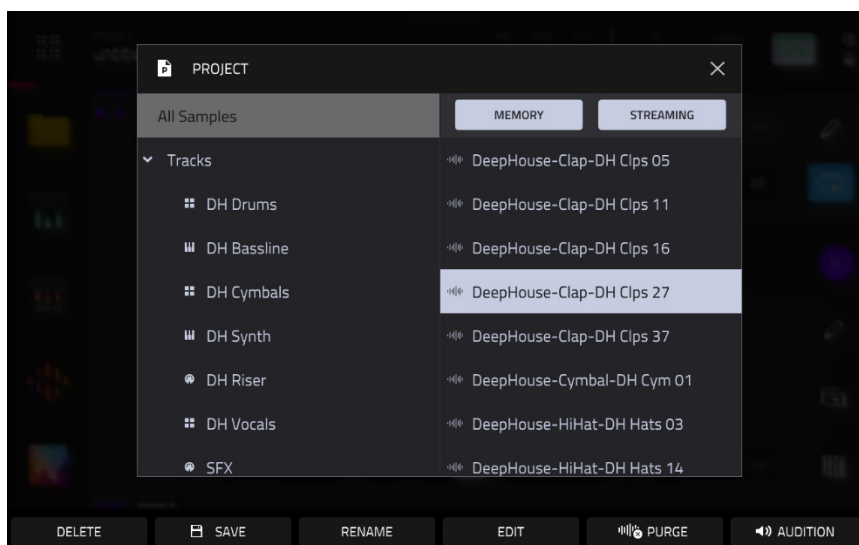 PROJECT
All Samples
MEMORY STREAMING
Tracks
DH Drums
DH Bassline
DH Cymbals
DH Synth
DH Riser
DH Vocals
SFX
DeepHouse-Clap-DH Clps 05
DeepHouse-Clap-DH Clps 11
DeepHouse-Clap-DH Clps 16
DeepHouse-Clap-DH Clps 27
DeepHouse-Clap-DH Clps 37
DeepHouse-Cymbal-DH Cym 01
DeepHouse-HiHat-DH Hats 03
DeepHouse-HiHat-DH Hats 14
DELETE SAVE RENAME EDIT PURGE AUDITION